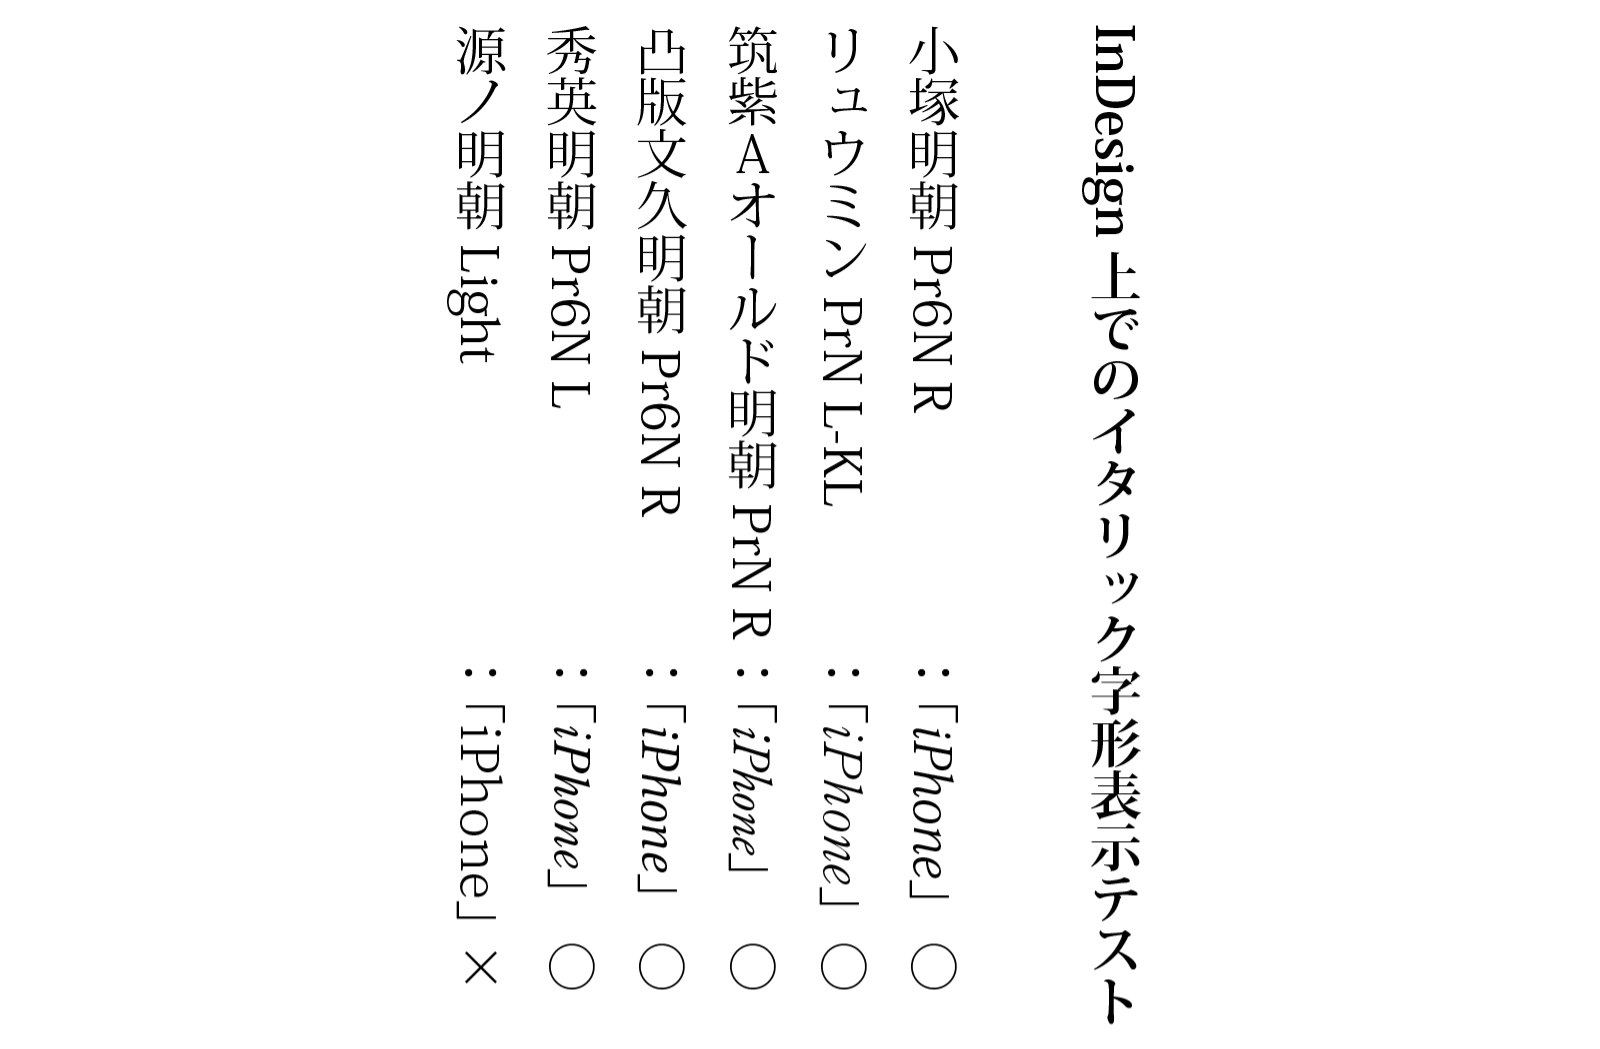 InDesign 上でのイタリック字形表示テスト
小塚明朝 Pr6N R ：「iPhone」○
リュウミン PrN L-KL ：「iPhone」○
筑紫Aオールド明朝 PrN R ：「iPhone」○
凸版文久明朝 Pr6N R ：「iPhone」○
秀英明朝 Pr6N L ：「iPhone」○
源ノ明朝 Light ：「iPhone」×